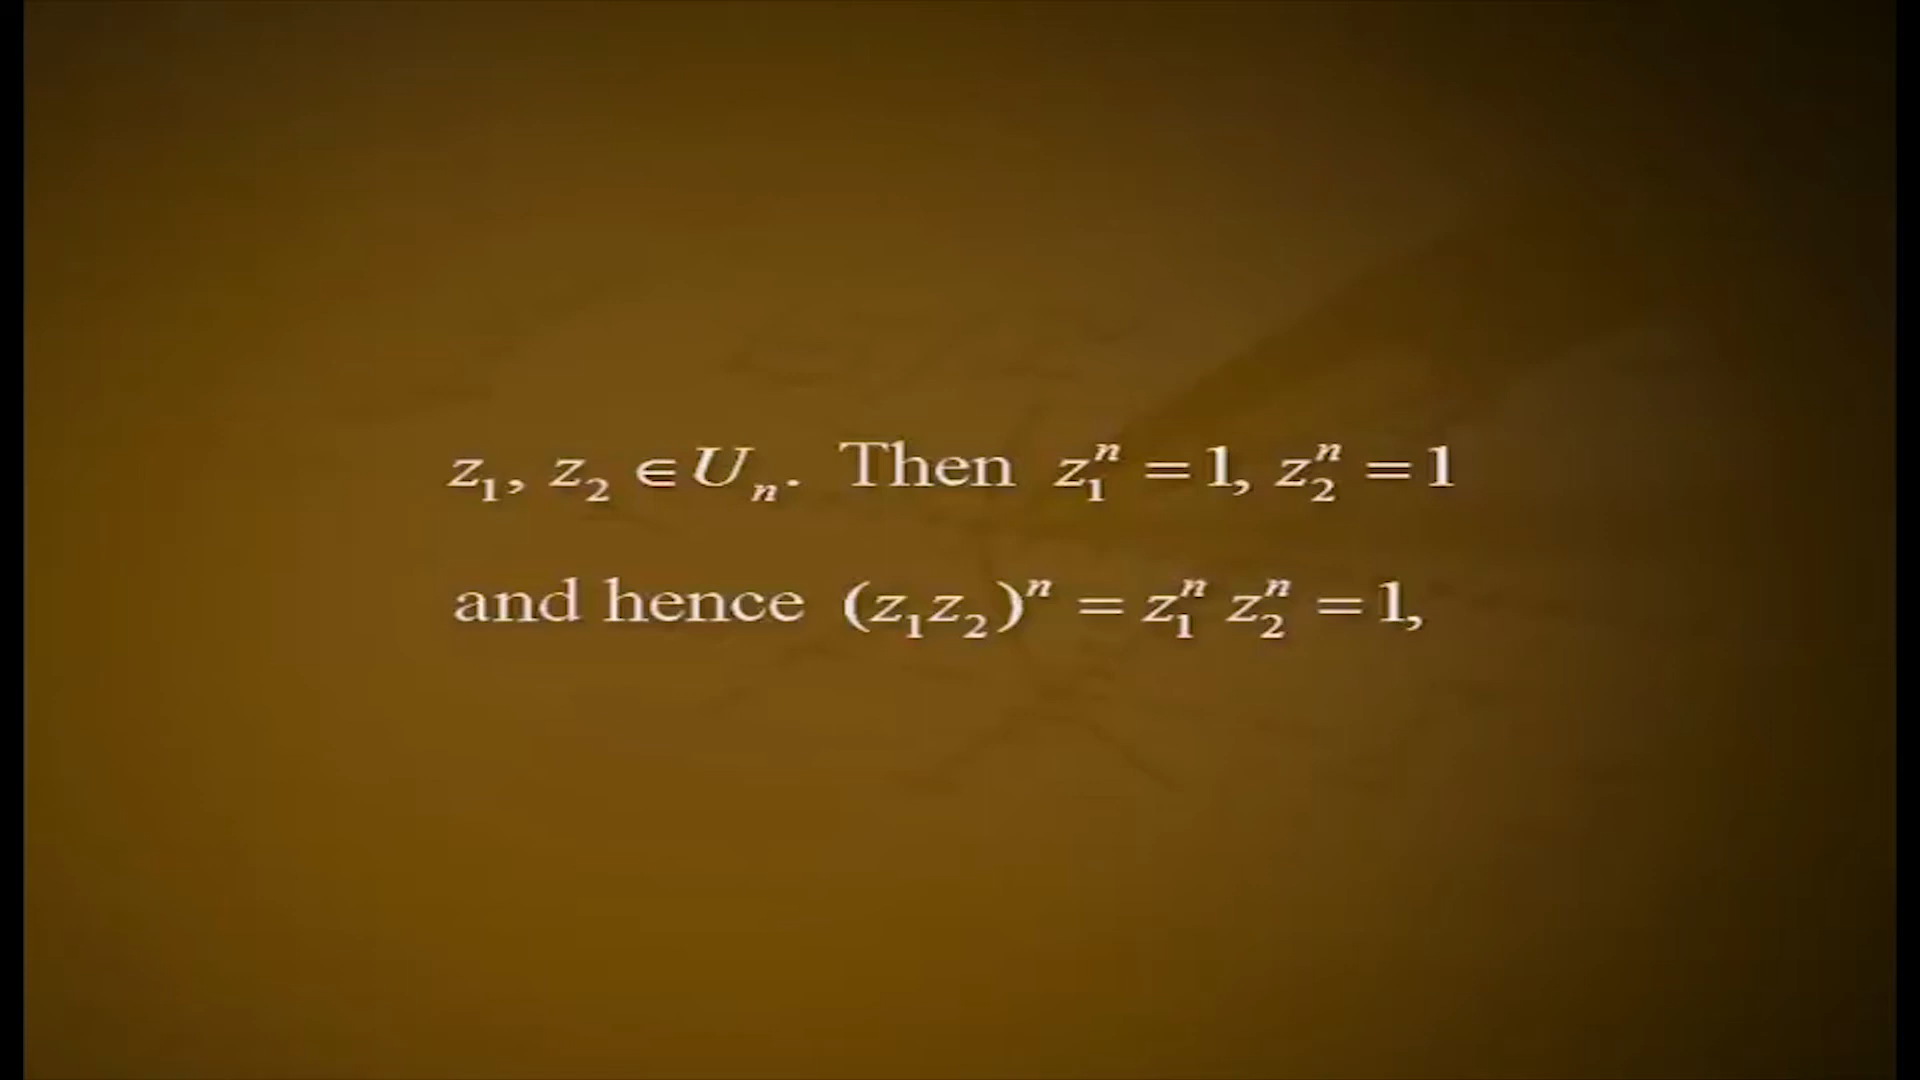 z₁, z₂ ∈ Uₙ. Then z₁ⁿ = 1, z₂ⁿ = 1
and hence (z₁z₂)ⁿ = z₁ⁿ z₂ⁿ = 1,